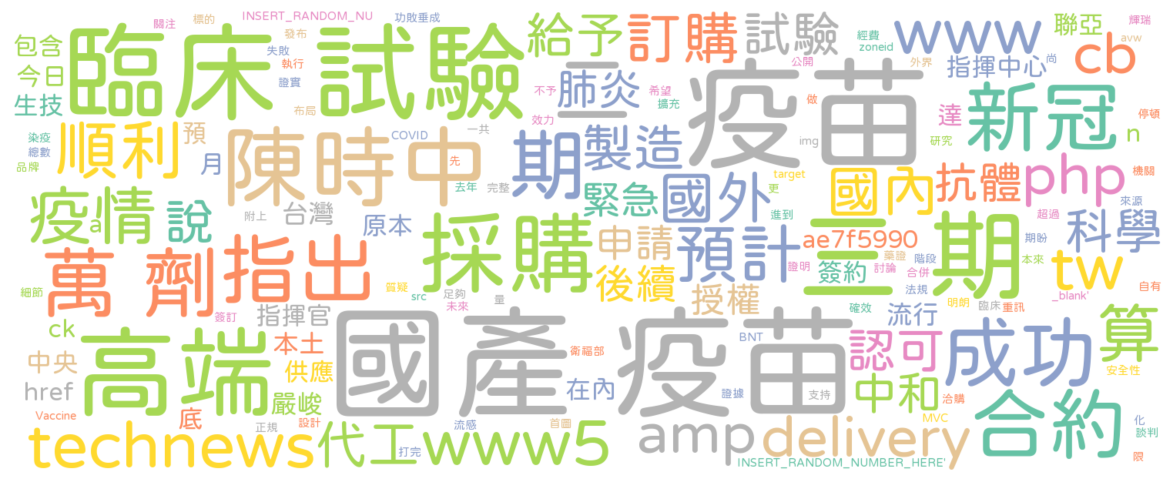 關注
標的
INSERT_RANDOM_NU
功敗垂成
包含
今日
生技
臨床
試驗
發布
失敗
執行
證實
布局
給予
訂購
試驗
www
經費
zoneid
聯亞
輝瑞
avw
cb
三
肺炎
不予
希望
擴充
公開
外界
指揮中心
尚
疫苗
新冠
染疫
總數
品牌
順利
預
月
陳時中
COVID
先
一共
效力
期
製造
做
img
達
研究
n
停頓
疫情
a
說
台灣
附上
原本
去年
完整
緊急
國外
target
更
進到
國內
抗體
php
機關
來源
萬 劑
指出
採購
申請
後續
預計
證明
ae7f5990
藥證
簽約
討論
三
階段
合併
法規
期
超過
期盼
本來
科學
tw
自有
_blank'
細節
質疑
src
足夠
未來
量
授權
確效
明朗
臨床
重訊
ck
簽訂
指揮官
高端
國產
疫苗
BNT
流行
認可
成功
算
安全性
中央
href
本土
供應
嚴峻
衛福部
在內
證據
支持
中和
洽購
合約
Vaccine
底
正規
設計
流感
首圖
MVC
化
談判
限
technews
代工
打完
www5
amp
delivery
INSERT_RANDOM_NUMBER_HERE'